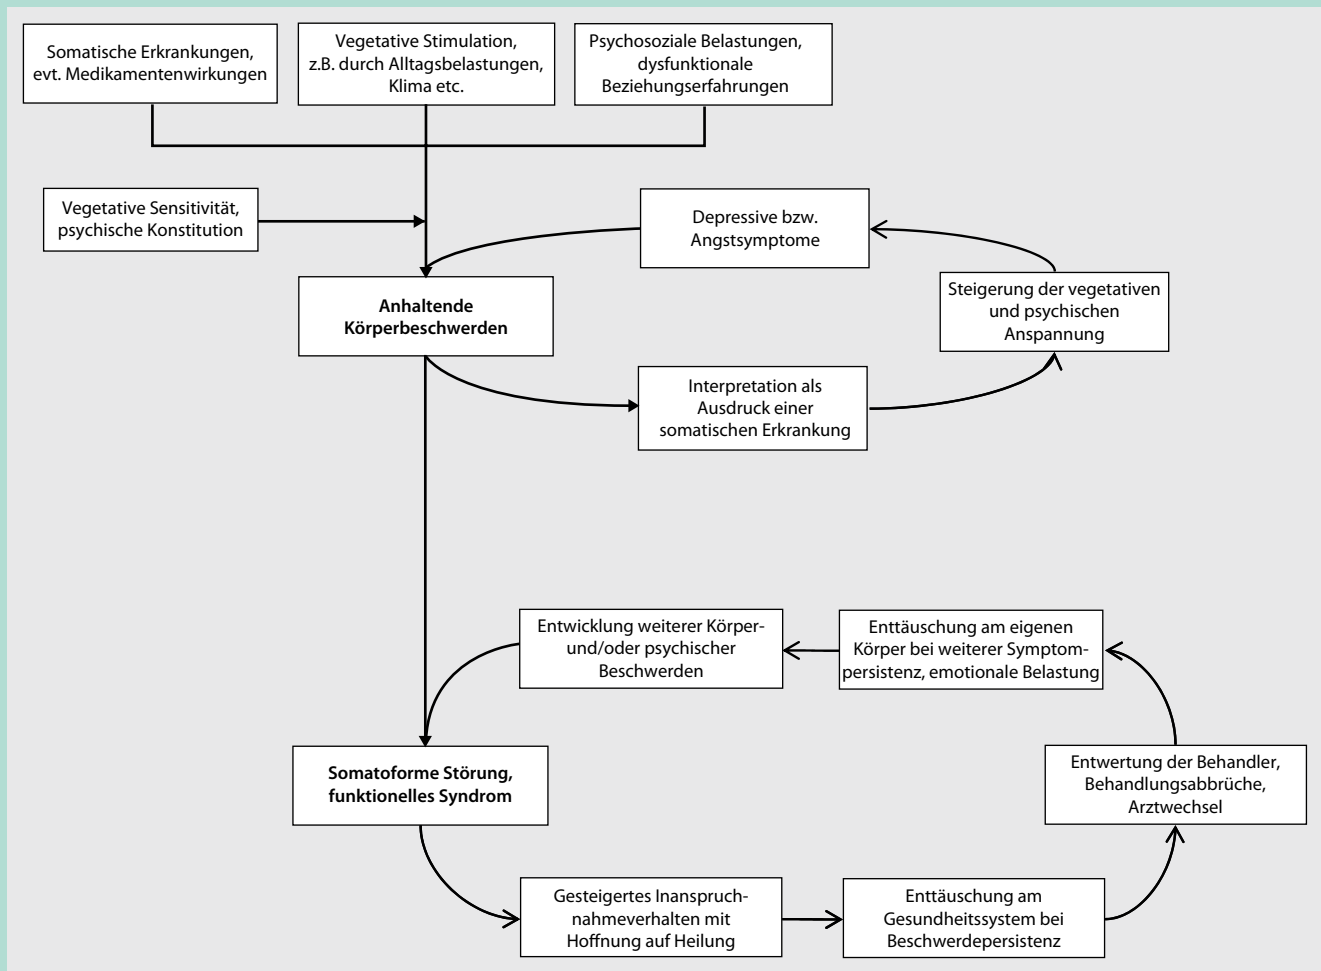 Somatische Erkrankungen,
evt. Medikamentenwirkungen
Vegetative Stimulation,
z.B. durch Alltagsbelastungen,
Klima etc.
Psychosoziale Belastungen,
dysfunktionale
Beziehungserfahrungen
Vegetative Sensitivität,
psychische Konstitution
Depressive bzw.
Angstsymptome
Anhaltende
Körperbeschwerden
Steigerung der vegetativen
und psychischen
Anspannung
Interpretation als
Ausdruck einer
somatischen Erkrankung
Entwicklung weiterer Körper-
und/oder psychischer
Beschwerden
Enttäuschung am eigenen
Körper bei weiterer Symptom-
persistenz, emotionale Belastung
Somatoforme Störung,
funktionelles Syndrom
Entwertung der Behandler,
Behandlungsabbrüche,
Arztwechsel
Gesteigertes Inanspruch-
nahmeverhalten mit
Hoffnung auf Heilung
Enttäuschung am
Gesundheitssystem bei
Beschwerdepersistenz